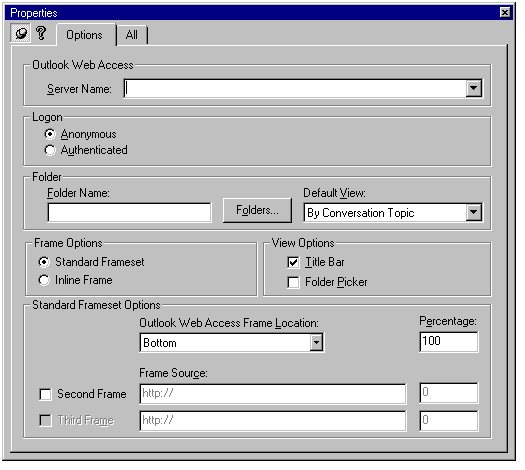 Properties
Options All
Outlook Web Access
Server Name:
Logon
Anonymous
Authenticated
Folder
Folder Name: Default View:
Folders... By Conversation Topic
Frame Options View Options
Standard Frameset Title Bar
Inline Frame Folder Picker
Standard Frameset Options
Outlook Web Access Frame Location: Percentage:
Bottom 100
Frame Source:
Second Frame http:// 0
Third Frame http:// 0